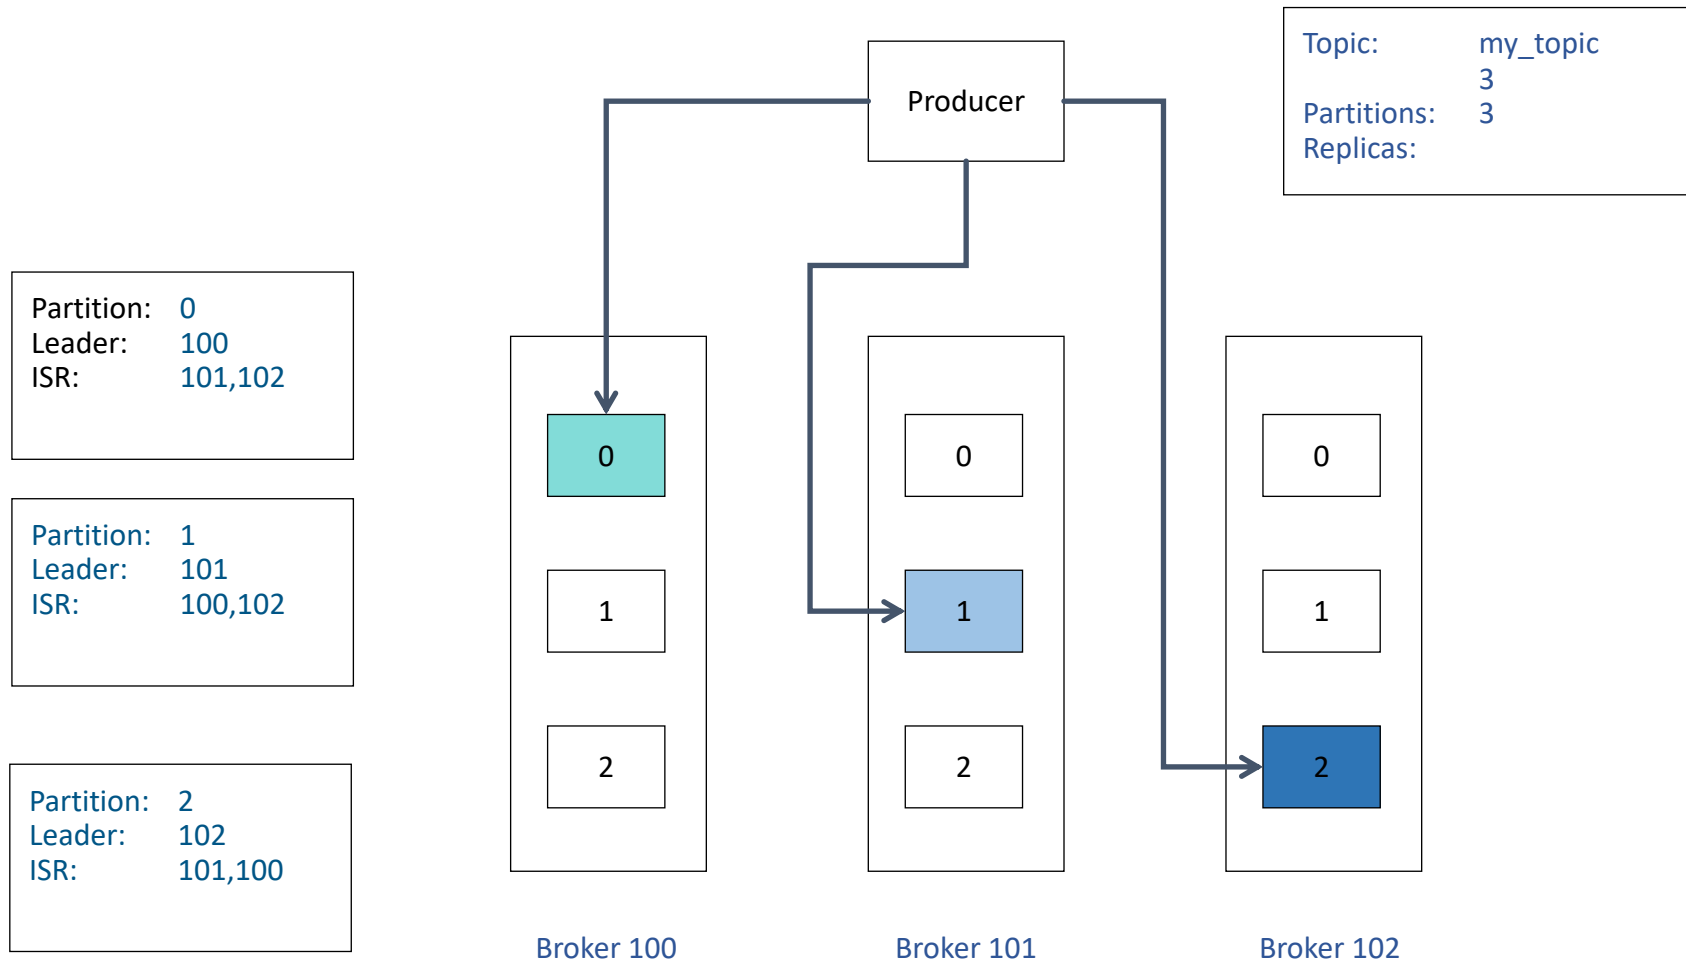 Topic: my_topic
3
Partitions: 3
Replicas:
Producer
Partition: 0
Leader: 100
ISR: 101,102
Partition: 1
Leader: 101
ISR: 100,102
Partition: 2
Leader: 102
ISR: 101,100
0
0
0
1
1
1
2
2
2
Broker 100
Broker 101
Broker 102